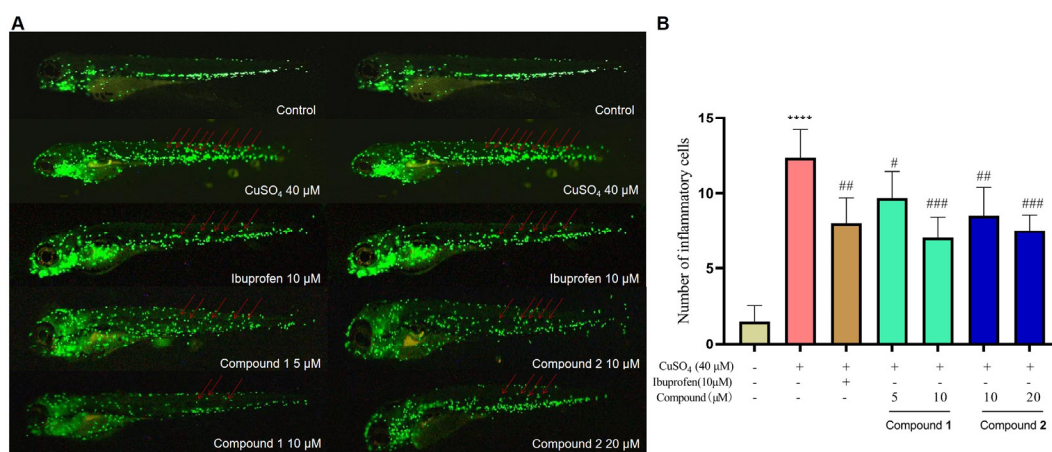 A
Control
Control
CuSO₄ 40 μM
CuSO₄ 40 μM
Ibuprofen 10 μM
Ibuprofen 10 μM
Compound 1 5 μM
Compound 2 10 μM
Compound 1 10 μM
Compound 2 20 μM
B
Number of inflammatory cells
15
10
5
0
****
##
#
###
##
###
CuSO₄ (40 μM) - + + + + + +
Ibuprofen(10μM) - - + - - - -
Compound(μM) - - - 5 10 10 20
Compound 1 Compound 2